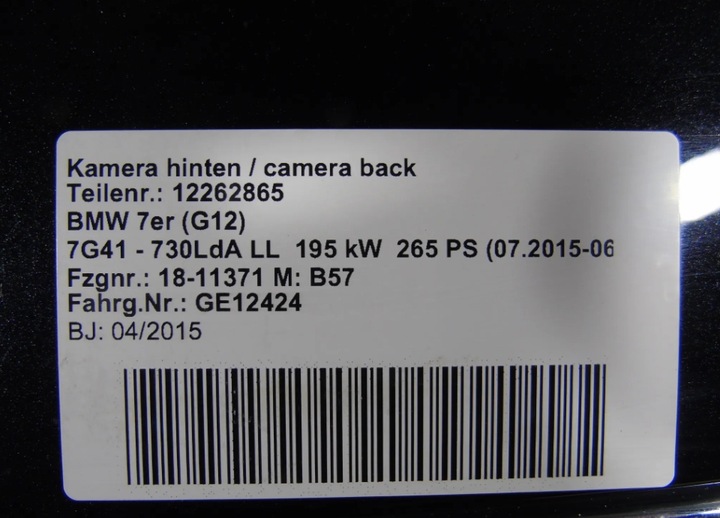 Kamera hinten / camera back
Teilenr.: 12262865
BMW 7er (G12)
7G41 - 730LdA LL 195 kW 265 PS (07.2015-06
Fzgnr.: 18-11371 M: B57
Fahrg.Nr.: GE12424
BJ: 04/2015